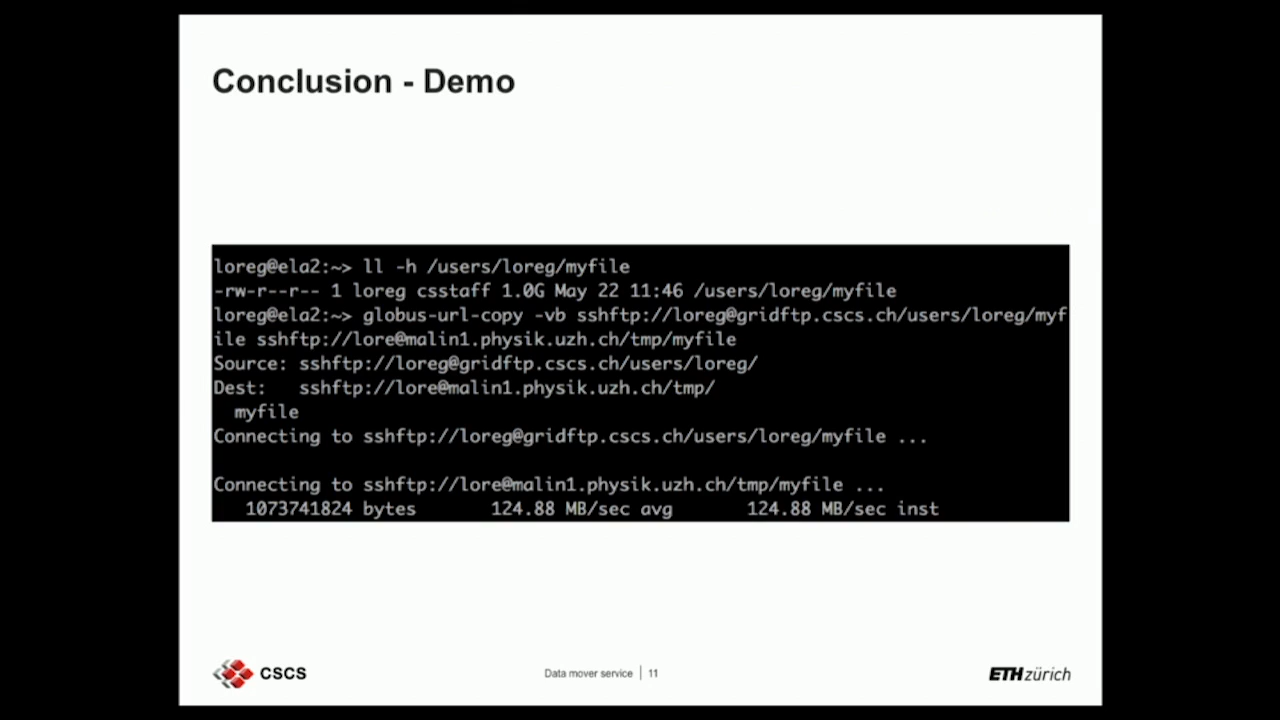 Conclusion - Demo
loreg@ela2:~> ll -h /users/loreg/myfile
-rw-r--r-- 1 loreg csstaff 1.0G May 22 11:46 /users/loreg/myfile
loreg@ela2:~> globus-url-copy -vb sshftp://loreg@gridftp.cscs.ch/users/loreg/myf
ile sshftp://lore@malin1.physik.uzh.ch/tmp/myfile
Source: sshftp://loreg@gridftp.cscs.ch/users/loreg/
Dest:   sshftp://lore@malin1.physik.uzh.ch/tmp/
  myfile
Connecting to sshftp://loreg@gridftp.cscs.ch/users/loreg/myfile ...
Connecting to sshftp://lore@malin1.physik.uzh.ch/tmp/myfile ...
   1073741824 bytes       124.88 MB/sec avg       124.88 MB/sec inst
CSCS
Data mover service | 11
ETH zürich